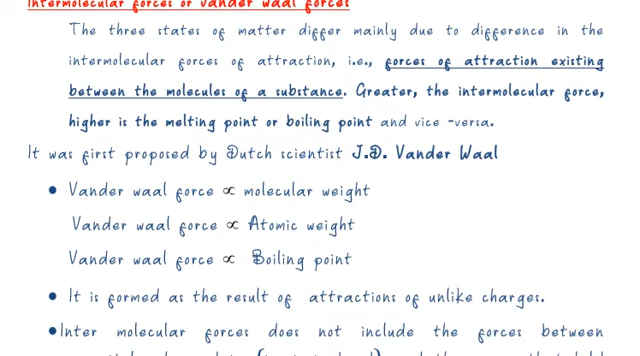 Intermolecular forces or Vander waal forces
The three states of matter differ mainly due to difference in the
intermolecular forces of attraction, i.e., forces of attraction existing
between the molecules of a substance. Greater, the intermolecular force,
higher is the melting point or boiling point and vice -versa.
It was first proposed by Dutch scientist J.D. Vander Waal
• Vander waal force ∝ molecular weight
Vander waal force ∝ Atomic weight
Vander waal force ∝ Boiling point
• It is formed as the result of attractions of unlike charges.
•Inter molecular forces does not include the forces between